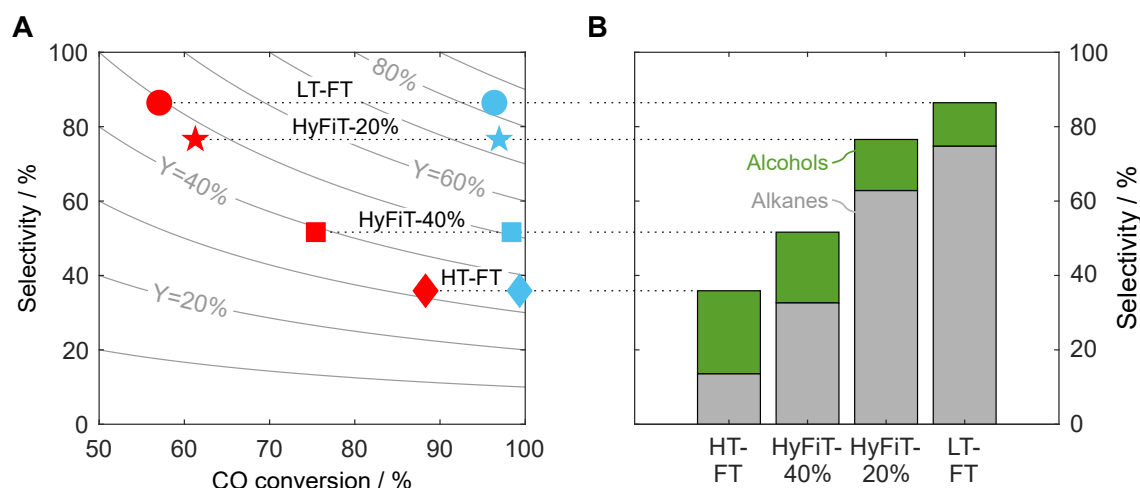 A
Selectivity / %
100
80
60
40
20
0
50
60
70
80
90
100
CO conversion / %
80%
Y=60%
Y=40%
Y=20%
LT-FT
HyFiT-20%
HyFiT-40%
HT-FT
B
Alcohols
Alkanes
100
80
60
40
20
0
Selectivity / %
HT-
FT
HyFiT-
40%
HyFiT-
20%
LT-
FT